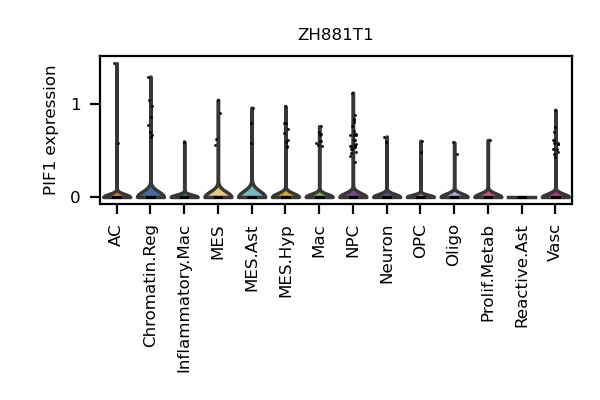 ZH881T1
PIF1 expression
1
0
AC
Chromatin.Reg
Inflammatory.Mac
MES
MES.Ast
MES.Hyp
Mac
NPC
Neuron
OPC
Oligo
Prolif.Metab
Reactive.Ast
Vasc